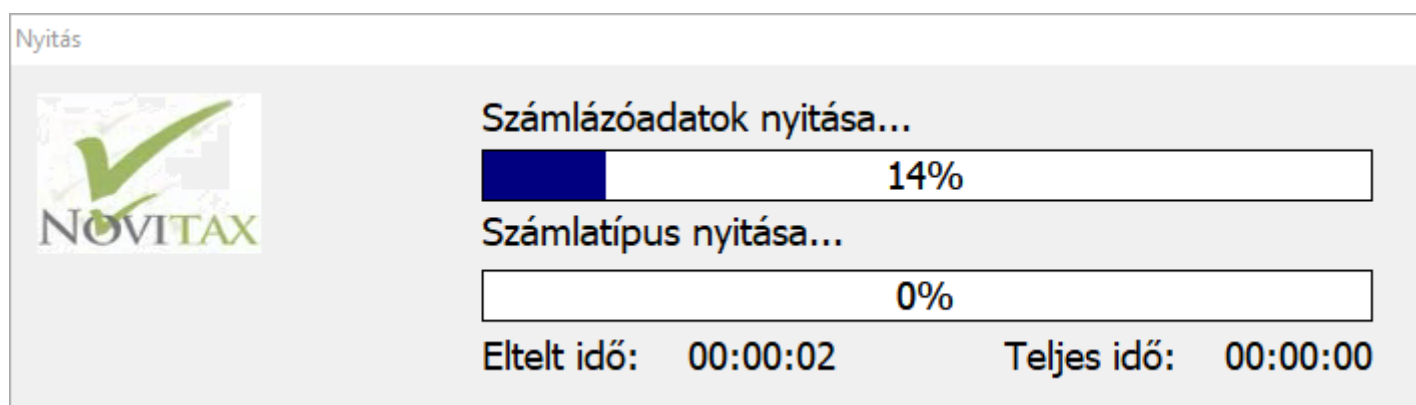 Nyitás
NOVITAX
Számlázóadatok nyitása...
14%
Számlatípus nyitása...
0%
Eltelt idő: 00:00:02 Teljes idő: 00:00:00